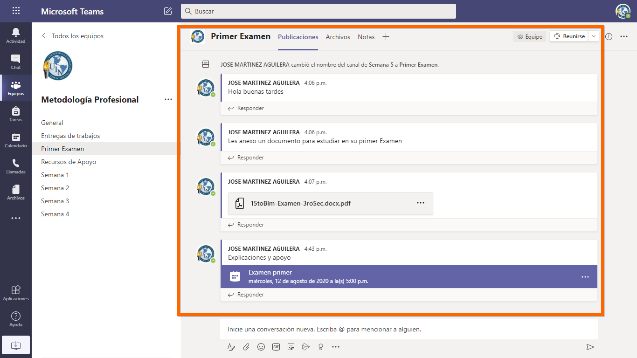 Microsoft Teams
Buscar
Actividad
Chat
Equipos
Tareas
Calendario
Llamadas
Archivos
Aplicaciones
Ayuda
Todos los equipos
Metodología Profesional
General
Entregas de trabajos
Primer Examen
Recursos de Apoyo
Semana 1
Semana 2
Semana 3
Semana 4
Primer Examen Publicaciones Archivos Notas
Equipo Reunirse
JOSE MARTINEZ AGUILERA cambió el nombre del canal de Semana 5 a Primer Examen.
JOSE MARTINEZ AGUILERA 4:06 p.m.
Hola buenas tardes
Responder
JOSE MARTINEZ AGUILERA 4:06 p.m.
Les anexo un documento para estudiar en su primer Examen
Responder
JOSE MARTINEZ AGUILERA 4:07 p.m.
15toBim-Examen-3roSec.docx.pdf
Responder
JOSE MARTINEZ AGUILERA 4:43 p.m.
Explicaciones y apoyo
Examen primer
miércoles, 12 de agosto de 2020 a la(s) 5:00 p.m.
Responder
Inicie una conversación nueva. Escriba @ para mencionar a alguien.